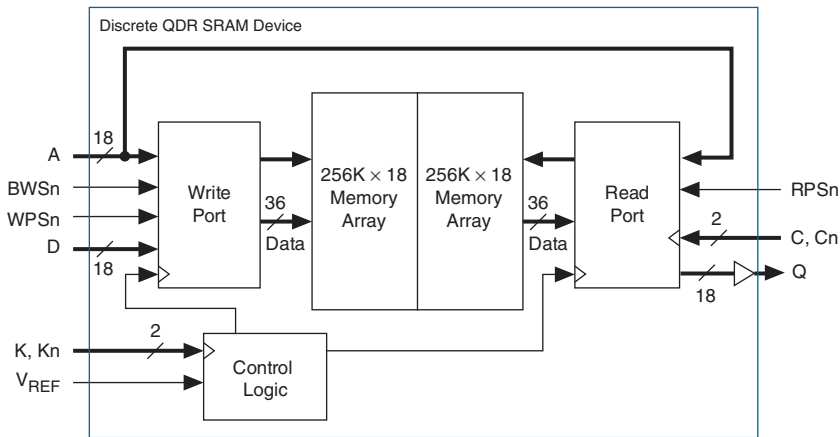 Discrete QDR SRAM Device
A
18
BWSn
WPSn
D
18
Write
Port
36
Data
256K × 18
Memory
Array
256K × 18
Memory
Array
36
Data
Read
Port
RPSn
2
C, Cn
18
Q
K, Kn
2
VREF
Control
Logic